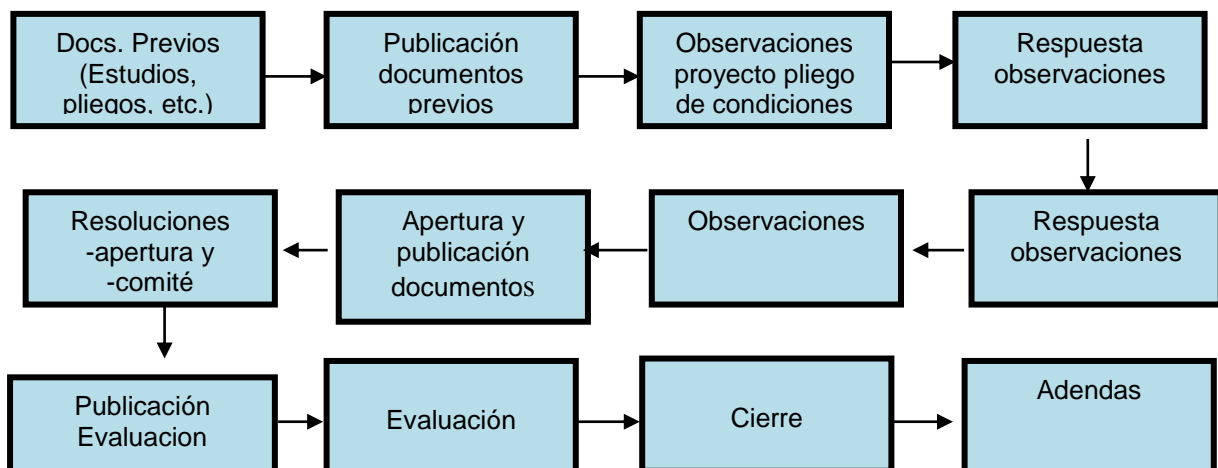 Docs. Previos
(Estudios,
pliegos, etc.)
Publicación
documentos
previos
Observaciones
proyecto pliego
de condiciones
Respuesta
observaciones
Resoluciones
-apertura y
-comité
Apertura y
publicación
documentos
Observaciones
Respuesta
observaciones
Publicación
Evaluacion
Evaluación
Cierre
Adendas